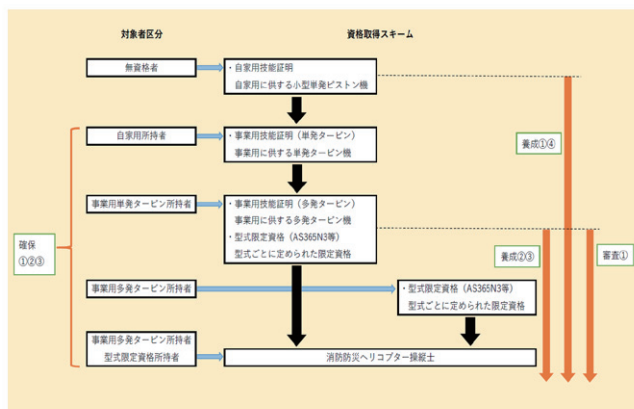 対象者区分
資格取得スキーム
無資格者
・自家用技能証明
自家用に供する小型単発ピストン機
自家用所持者
・事業用技能証明（単発タービン）
事業用に供する単発タービン機
養成①④
事業用単発タービン所持者
・事業用技能証明（多発タービン）
事業用に供する多発タービン機
・型式限定資格（AS365N3等）
型式ごとに定められた限定資格
確保
①②③
養成②③
審査①
事業用多発タービン所持者
・型式限定資格（AS365N3等）
型式ごとに定められた限定資格
事業用多発タービン所持者
型式限定資格所持者
消防防災ヘリコプター操縦士